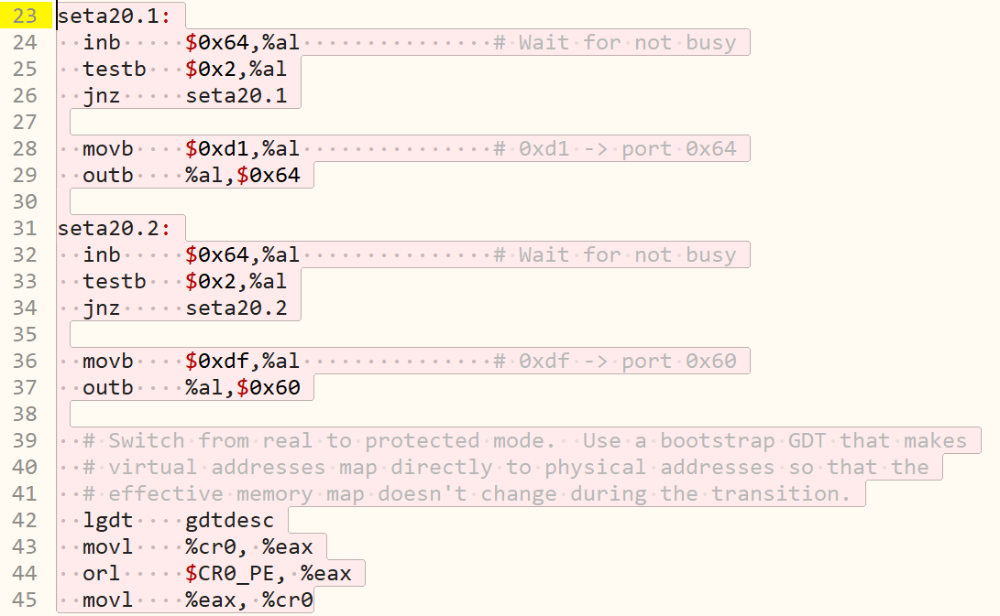 23 seta20.1:
24   inb     $0x64,%al               # Wait for not busy
25   testb   $0x2,%al
26   jnz     seta20.1
27
28   movb    $0xd1,%al               # 0xd1 -> port 0x64
29   outb    %al,$0x64
30
31 seta20.2:
32   inb     $0x64,%al               # Wait for not busy
33   testb   $0x2,%al
34   jnz     seta20.2
35
36   movb    $0xdf,%al               # 0xdf -> port 0x60
37   outb    %al,$0x60
38
39   # Switch from real to protected mode.  Use a bootstrap GDT that makes
40   # virtual addresses map directly to physical addresses so that the
41   # effective memory map doesn't change during the transition.
42   lgdt    gdtdesc
43   movl    %cr0, %eax
44   orl     $CR0_PE, %eax
45   movl    %eax, %cr0